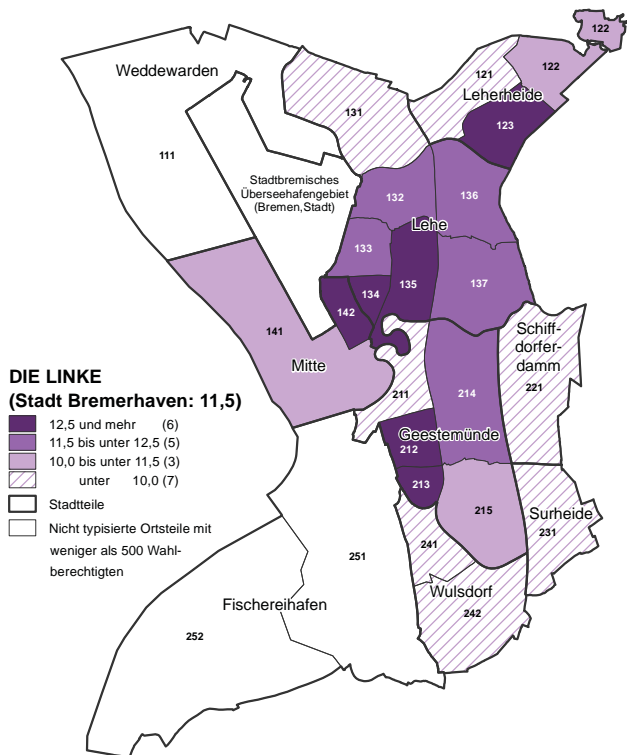 122
Weddewarden
121
122
Leherheide
131
123
111
Stadtbremisches
Überseehafengebiet
(Bremen,Stadt)
132
136
Lehe
133
134
135
137
142
141
Mitte
Schiff-
dorfer-
damm
221
211
214
DIE LINKE
(Stadt Bremerhaven: 11,5)
12,5 und mehr (6)
11,5 bis unter 12,5 (5)
10,0 bis unter 11,5 (3)
unter 10,0 (7)
Stadtteile
Nicht typisierte Ortsteile mit
weniger als 500 Wahl-
berechtigten
Geestemünde
212
213
215
Surheide
231
241
251
Wulsdorf
242
Fischereihafen
252